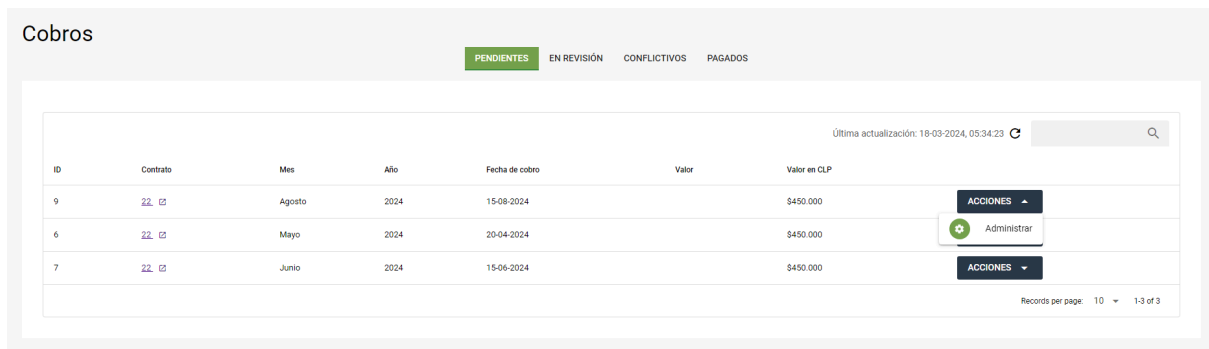 Cobros
PENDIENTES EN REVISIÓN CONFLICTIVOS PAGADOS
Última actualización: 18-03-2024, 05:34:23
ID Contrato Mes Año Fecha de cobro Valor Valor en CLP
9 22 Agosto 2024 15-08-2024 $450.000 ACCIONES
Administrar
6 22 Mayo 2024 20-04-2024 $450.000
7 22 Junio 2024 15-06-2024 $450.000 ACCIONES
Records per page: 10 1-3 of 3